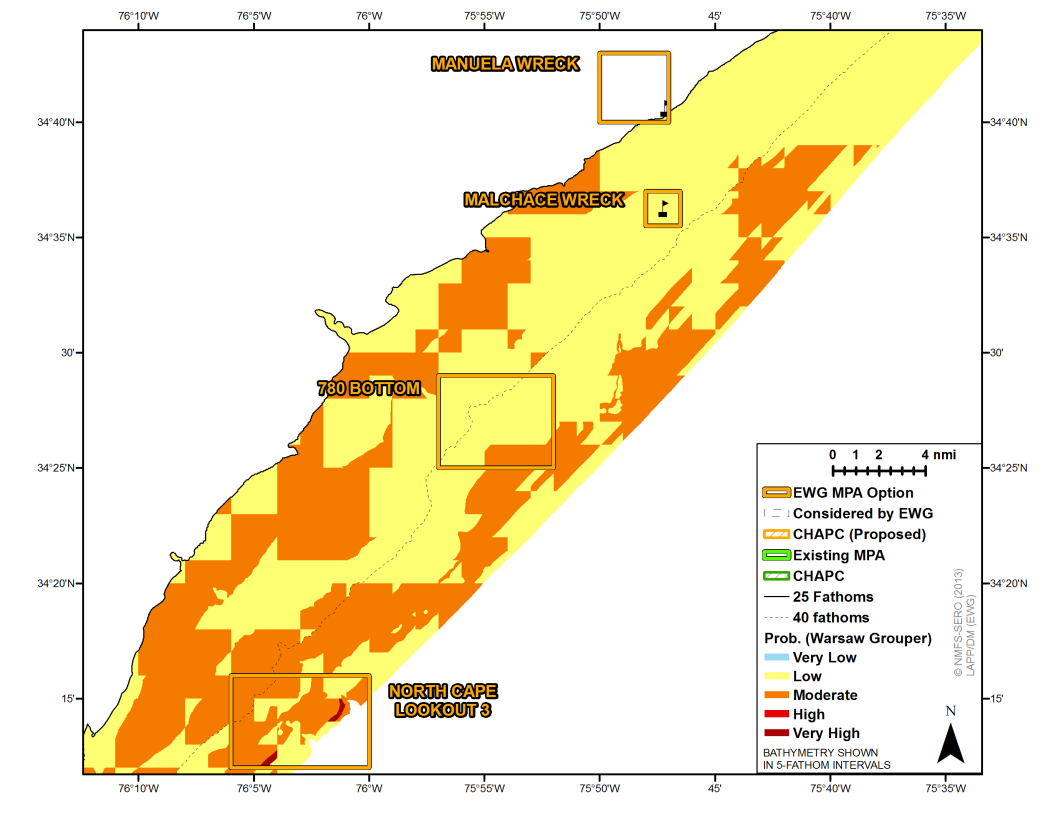 76°10'W 76°5'W 76°0'W 75°55'W 75°50'W 45' 75°40'W 75°35'W
MANUELA WRECK
34°40'N 34°40'N
MALCHACE WRECK
34°35'N 34°35'N
30' 30'
780 BOTTOM
34°25'N 34°25'N
0 1 2 4 nmi
EWG MPA Option
Considered by EWG
CHAPC (Proposed)
Existing MPA
CHAPC
25 Fathoms
40 fathoms
Prob. (Warsaw Grouper)
Very Low
Low
Moderate
High
Very High
BATHYMETRY SHOWN
IN 5-FATHOM INTERVALS
© NMFS-SERO (2013)
LAPP/DM (EWG)
N
34°20'N 34°20'N
NORTH CAPE
LOOKOUT 3
15' 15'
76°10'W 76°5'W 76°0'W 75°55'W 75°50'W 45' 75°40'W 75°35'W